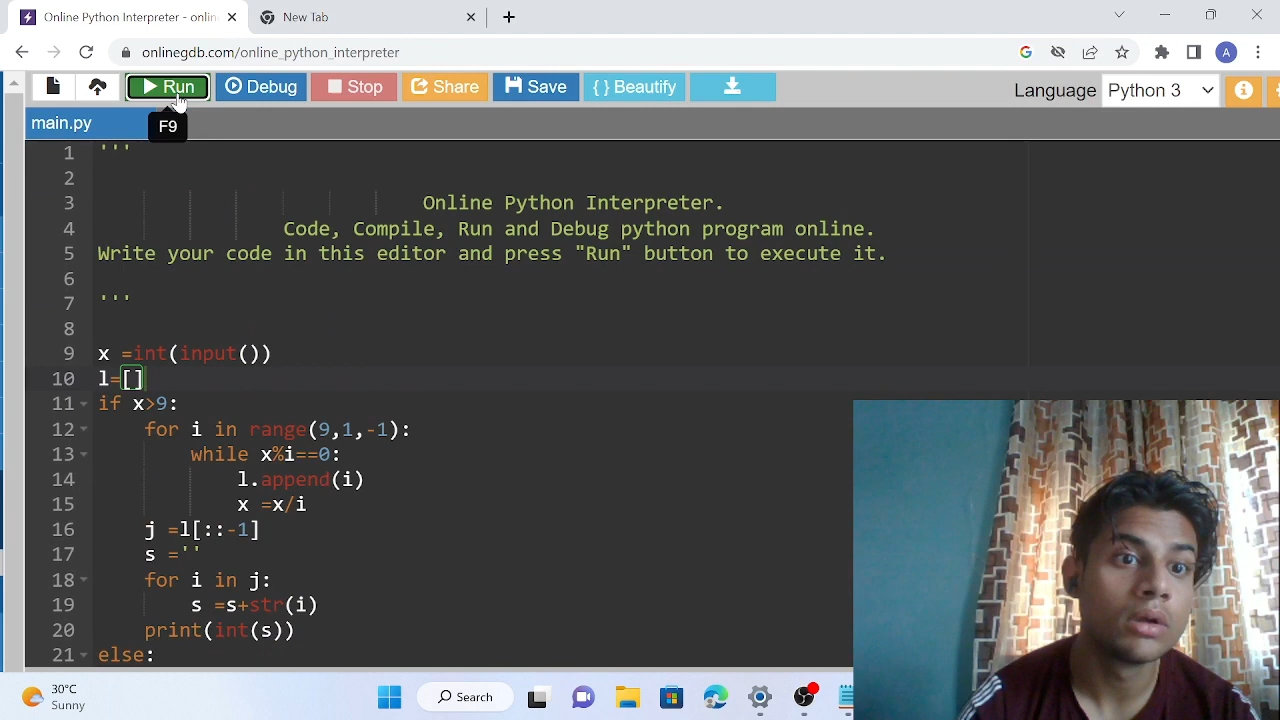 Online Python Interpreter - onlin
New Tab
onlinegdb.com/online_python_interpreter
A
Run
Debug
Stop
Share
Save
{ } Beautify
Language
Python 3
main.py
F9
1 '''
2
3 Online Python Interpreter.
4 Code, Compile, Run and Debug python program online.
5 Write your code in this editor and press "Run" button to execute it.
6
7 '''
8
9 x =int(input())
10 l=[]
11 if x>9:
12 for i in range(9,1,-1):
13 while x%i==0:
14 l.append(i)
15 x =x/i
16 j =l[::-1]
17 s =''
18 for i in j:
19 s =s+str(i)
20 print(int(s))
21 else:
30°C
Sunny
Search